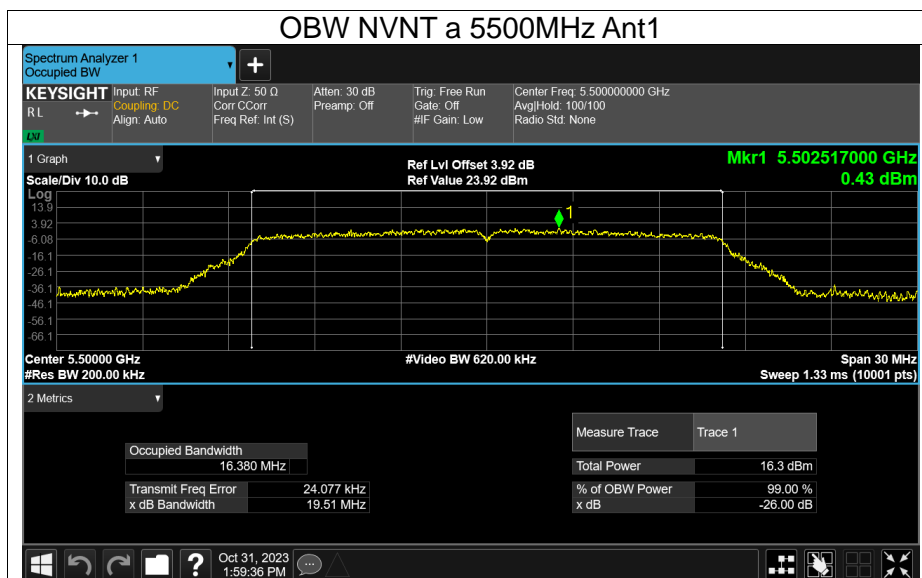 OBW NVNT a 5500MHz Ant1
Spectrum Analyzer 1
Occupied BW
+
KEYSIGHT Input: RF Input Z: 50 Ω Atten: 30 dB Trig: Free Run Center Freq: 5.500000000 GHz
R L Coupling: DC Corr CCorr Preamp: Off Gate: Off Avg|Hold: 100/100
Align: Auto Freq Ref: Int (S) #IF Gain: Low Radio Std: None
LXI
1 Graph Ref Lvl Offset 3.92 dB Mkr1 5.502517000 GHz
Scale/Div 10.0 dB Ref Value 23.92 dBm 0.43 dBm
Log
13.9
1
3.92
-6.08
-16.1
-26.1
-36.1
-46.1
-56.1
-66.1
Center 5.50000 GHz #Video BW 620.00 kHz Span 30 MHz
#Res BW 200.00 kHz Sweep 1.33 ms (10001 pts)
2 Metrics
Measure Trace Trace 1
Occupied Bandwidth
16.380 MHz Total Power 16.3 dBm
Transmit Freq Error 24.077 kHz % of OBW Power 99.00 %
x dB Bandwidth 19.51 MHz x dB -26.00 dB
? Oct 31, 2023
1:59:36 PM